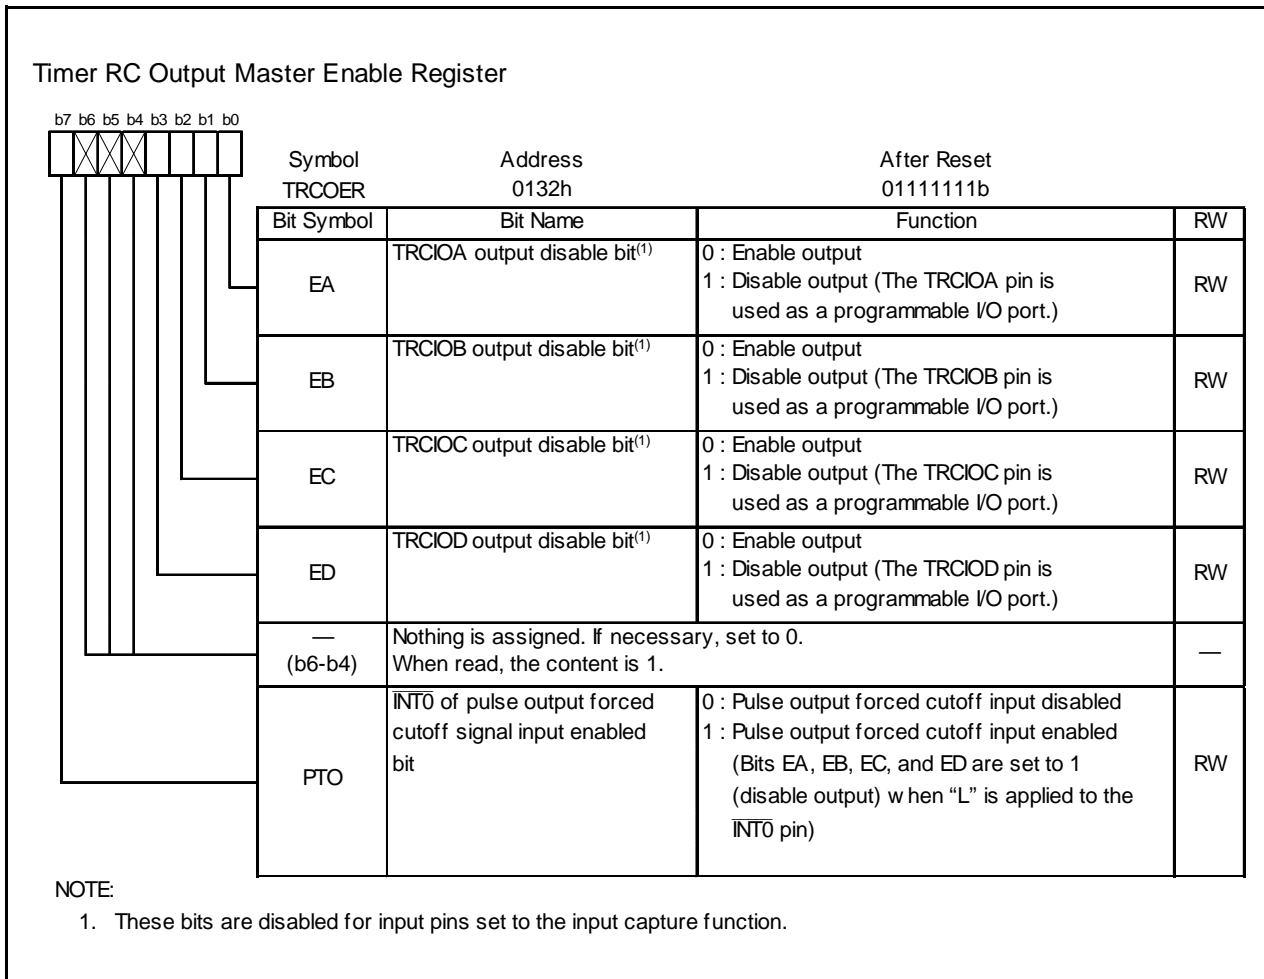 Timer RC Output Master Enable Register
b7 b6 b5 b4 b3 b2 b1 b0
Symbol Address After Reset
TRCOER 0132h 01111111b
Bit Symbol Bit Name Function RW
EA TRCIOA output disable bit(1) 0 : Enable output
1 : Disable output (The TRCIOA pin is
used as a programmable I/O port.) RW
EB TRCIOB output disable bit(1) 0 : Enable output
1 : Disable output (The TRCIOB pin is
used as a programmable I/O port.) RW
EC TRCIOC output disable bit(1) 0 : Enable output
1 : Disable output (The TRCIOC pin is
used as a programmable I/O port.) RW
ED TRCIOD output disable bit(1) 0 : Enable output
1 : Disable output (The TRCIOD pin is
used as a programmable I/O port.) RW
— Nothing is assigned. If necessary, set to 0.
(b6-b4) When read, the content is 1. —
PTO INT0 of pulse output forced
cutoff signal input enabled
bit
0 : Pulse output forced cutoff input disabled
1 : Pulse output forced cutoff input enabled
(Bits EA, EB, EC, and ED are set to 1
(disable output) when “L” is applied to the
INT0 pin) RW
NOTE:
1. These bits are disabled for input pins set to the input capture function.